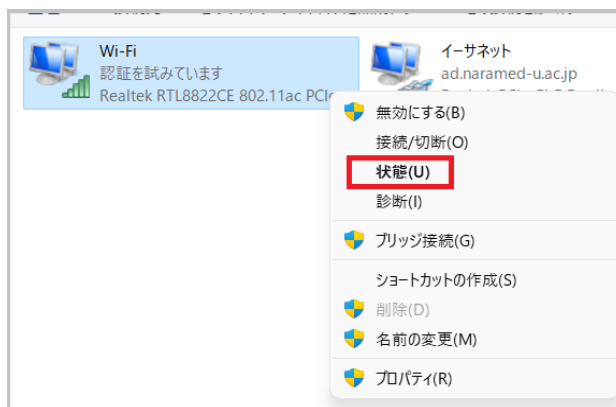 Wi-Fi
認証を試みています
Realtek RTL8822CE 802.11ac PCIe
イーサネット
ad.naramed-u.ac.jp
無効にする(B)
接続/切断(O)
状態(U)
診断(I)
ブリッジ接続(G)
ショートカットの作成(S)
削除(D)
名前の変更(M)
プロパティ(R)